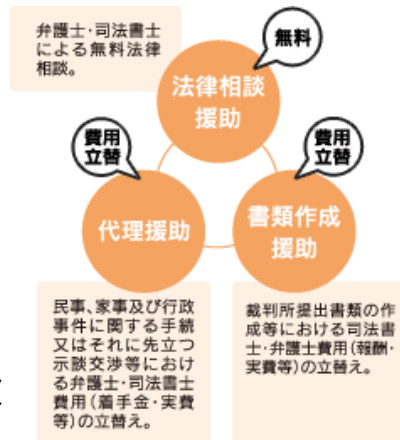 弁護士・司法書士
による無料法律
相談。
無料
法律相談
援助
費用
立替
代理援助
費用
立替
書類作成
援助
民事、家事及び行政
事件に関する手続
又はそれに先立つ
示談交渉等におけ
る弁護士・司法書士
費用(着手金・実費
等)の立替え。
裁判所提出書類の作
成等における司法書
士・弁護士費用(報酬・
実費等)の立替え。